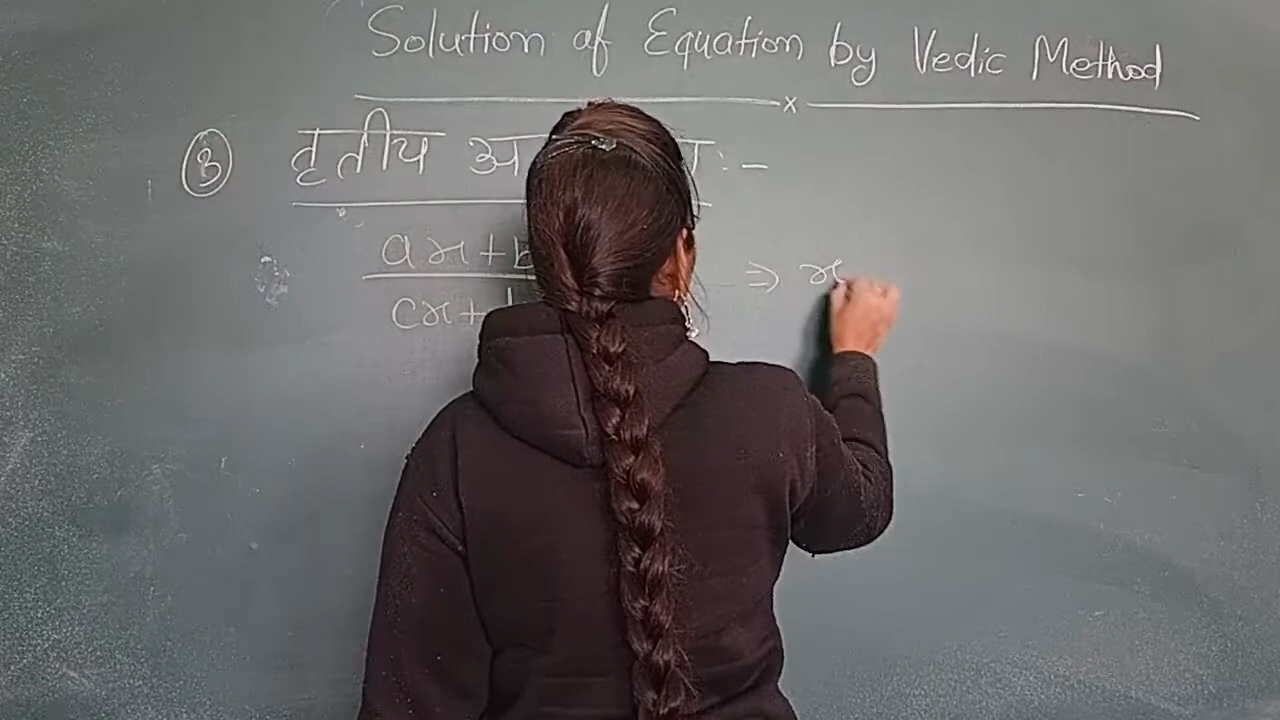 Solution of Equation by Vedic Method
③ तृतीय :-
ax+b ⇒ x
cx+